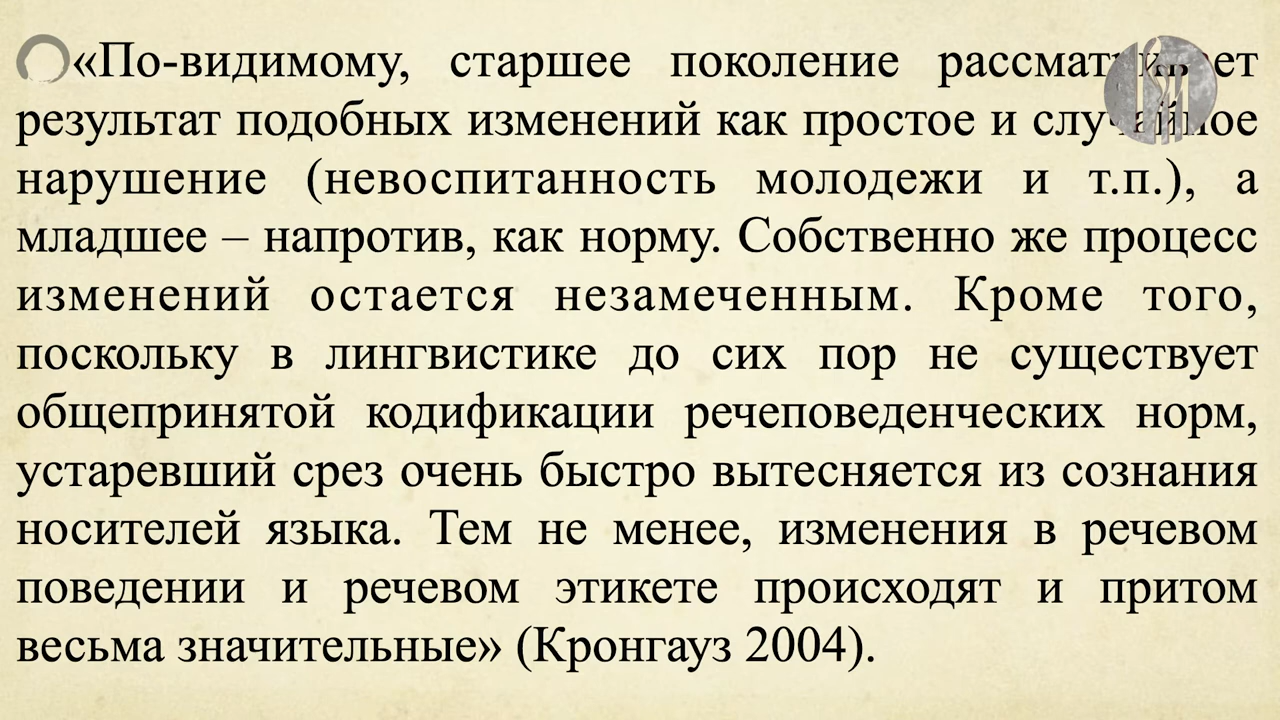 «По-видимому, старшее поколение рассматривает
результат подобных изменений как простое и случайное
нарушение (невоспитанность молодежи и т.п.), а
младшее – напротив, как норму. Собственно же процесс
изменений остается незамеченным. Кроме того,
поскольку в лингвистике до сих пор не существует
общепринятой кодификации речеповеденческих норм,
устаревший срез очень быстро вытесняется из сознания
носителей языка. Тем не менее, изменения в речевом
поведении и речевом этикете происходят и притом
весьма значительные» (Кронгауз 2004).